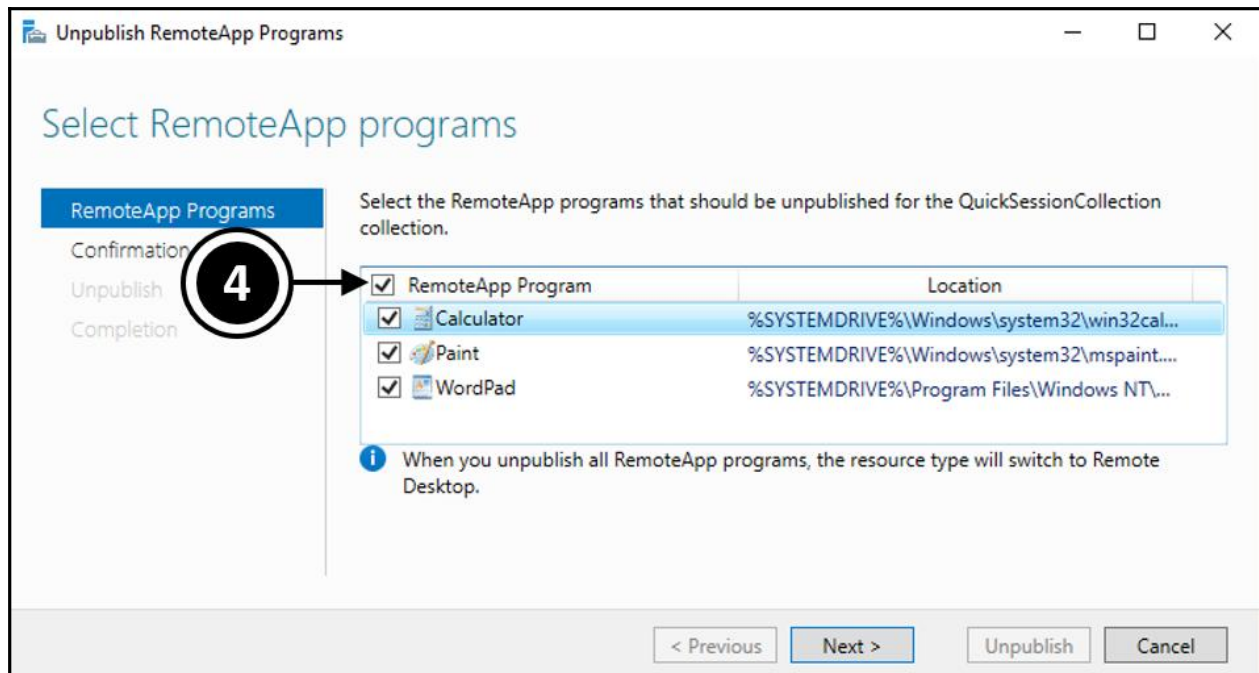 Unpublish RemoteApp Programs
Select RemoteApp programs
RemoteApp Programs
Confirmation
Unpublish
Completion
4
Select the RemoteApp programs that should be unpublished for the QuickSessionCollection
collection.
RemoteApp Program Location
Calculator %SYSTEMDRIVE%\Windows\system32\win32cal...
Paint %SYSTEMDRIVE%\Windows\system32\mspaint....
WordPad %SYSTEMDRIVE%\Program Files\Windows NT\...
When you unpublish all RemoteApp programs, the resource type will switch to Remote
Desktop.
< Previous Next > Unpublish Cancel